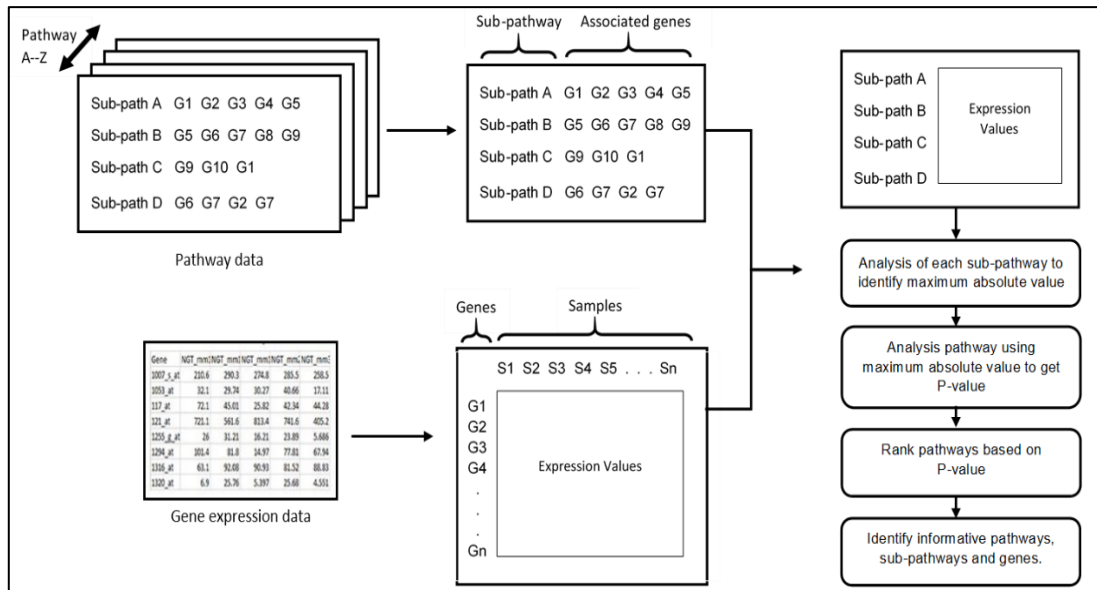 Pathway
A--Z
Sub-path A G1 G2 G3 G4 G5
Sub-path B G5 G6 G7 G8 G9
Sub-path C G9 G10 G1
Sub-path D G6 G7 G2 G7
Pathway data
Sub-pathway Associated genes
Sub-path A G1 G2 G3 G4 G5
Sub-path B G5 G6 G7 G8 G9
Sub-path C G9 G10 G1
Sub-path D G6 G7 G2 G7
Gene NGT_mm1 NGT_mm1 NGT_mm1 NGT_mm2 NGT_mm3
1007_s_at 210.6 290.3 274.8 285.5 258.5
1053_at 32.1 29.74 30.27 40.66 17.11
117_at 72.1 45.01 25.82 42.34 44.28
121_at 721.1 561.6 813.4 741.6 405.2
1255_g_at 26 31.21 16.21 23.89 5.686
1294_at 101.4 81.8 14.97 77.81 67.94
1316_at 63.1 92.08 90.93 81.52 88.83
1320_at 6.9 25.76 5.397 25.68 4.551
Gene expression data
Genes Samples
S1 S2 S3 S4 S5 . . . Sn
G1
G2
G3
G4
.
.
.
Gn
Expression Values
Sub-path A
Sub-path B
Sub-path C
Sub-path D
Expression
Values
Analysis of each sub-pathway to
identify maximum absolute value
Analysis pathway using
maximum absolute value to get
P-value
Rank pathways based on
P-value
Identify informative pathways,
sub-pathways and genes.